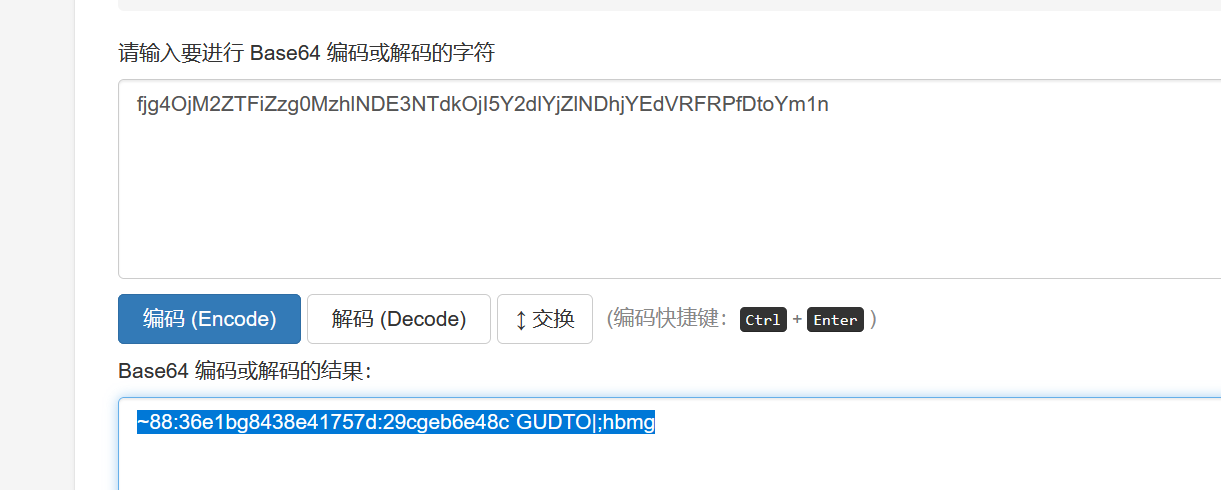 请输入要进行 Base64 编码或解码的字符
fjg4OjM2ZTFiZzg0MzhlNDE3NTdkOjI5Y2dlYjZlNDhjYEdVRFRPfDtoYm1n
编码 (Encode) 解码 (Decode) ↕ 交换 (编码快捷键： Ctrl + Enter )
Base64 编码或解码的结果：
~88:36e1bg8438e41757d:29cgeb6e48c`GUDTO|;hbmg